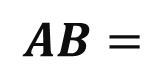 AB =